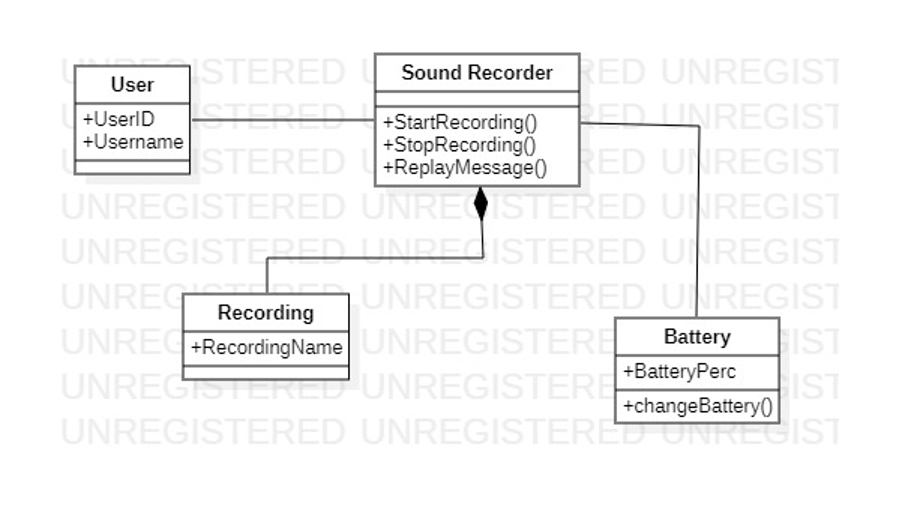 User
+UserID
+Username
Sound Recorder
+StartRecording()
+StopRecording()
+ReplayMessage()
Recording
+RecordingName
Battery
+BatteryPerc
+changeBattery()
UNREGISTERED UNREGISTERED UNREGIST
UNREGISTERED UNREGISTERED UNREGIST
UNREGISTERED UNREGISTERED UNREGIST
UNREGISTERED UNREGISTERED UNREGIST
UNREGISTERED UNREGISTERED UNREGIST
UNREGISTERED UNREGISTERED UNREGIST
UNREGISTERED UNREGISTERED UNREGIST
UNREGISTERED UNREGISTERED UNREGIST
UNREGISTERED UNREGISTERED UNREGIST